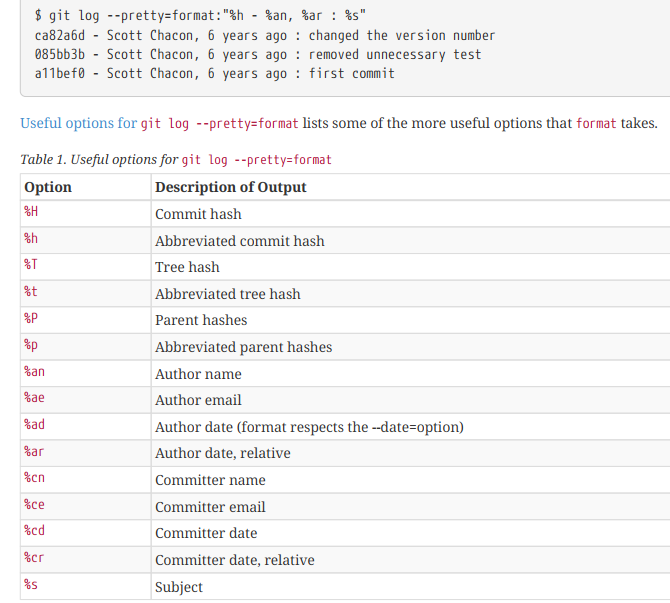 $ git log --pretty=format:"%h - %an, %ar : %s"
ca82a6d - Scott Chacon, 6 years ago : changed the version number
085bb3b - Scott Chacon, 6 years ago : removed unnecessary test
a11bef0 - Scott Chacon, 6 years ago : first commit
Useful options for git log --pretty=format lists some of the more useful options that format takes.
Table 1. Useful options for git log --pretty=format
Option Description of Output
%H Commit hash
%h Abbreviated commit hash
%T Tree hash
%t Abbreviated tree hash
%P Parent hashes
%p Abbreviated parent hashes
%an Author name
%ae Author email
%ad Author date (format respects the --date=option)
%ar Author date, relative
%cn Committer name
%ce Committer email
%cd Committer date
%cr Committer date, relative
%s Subject